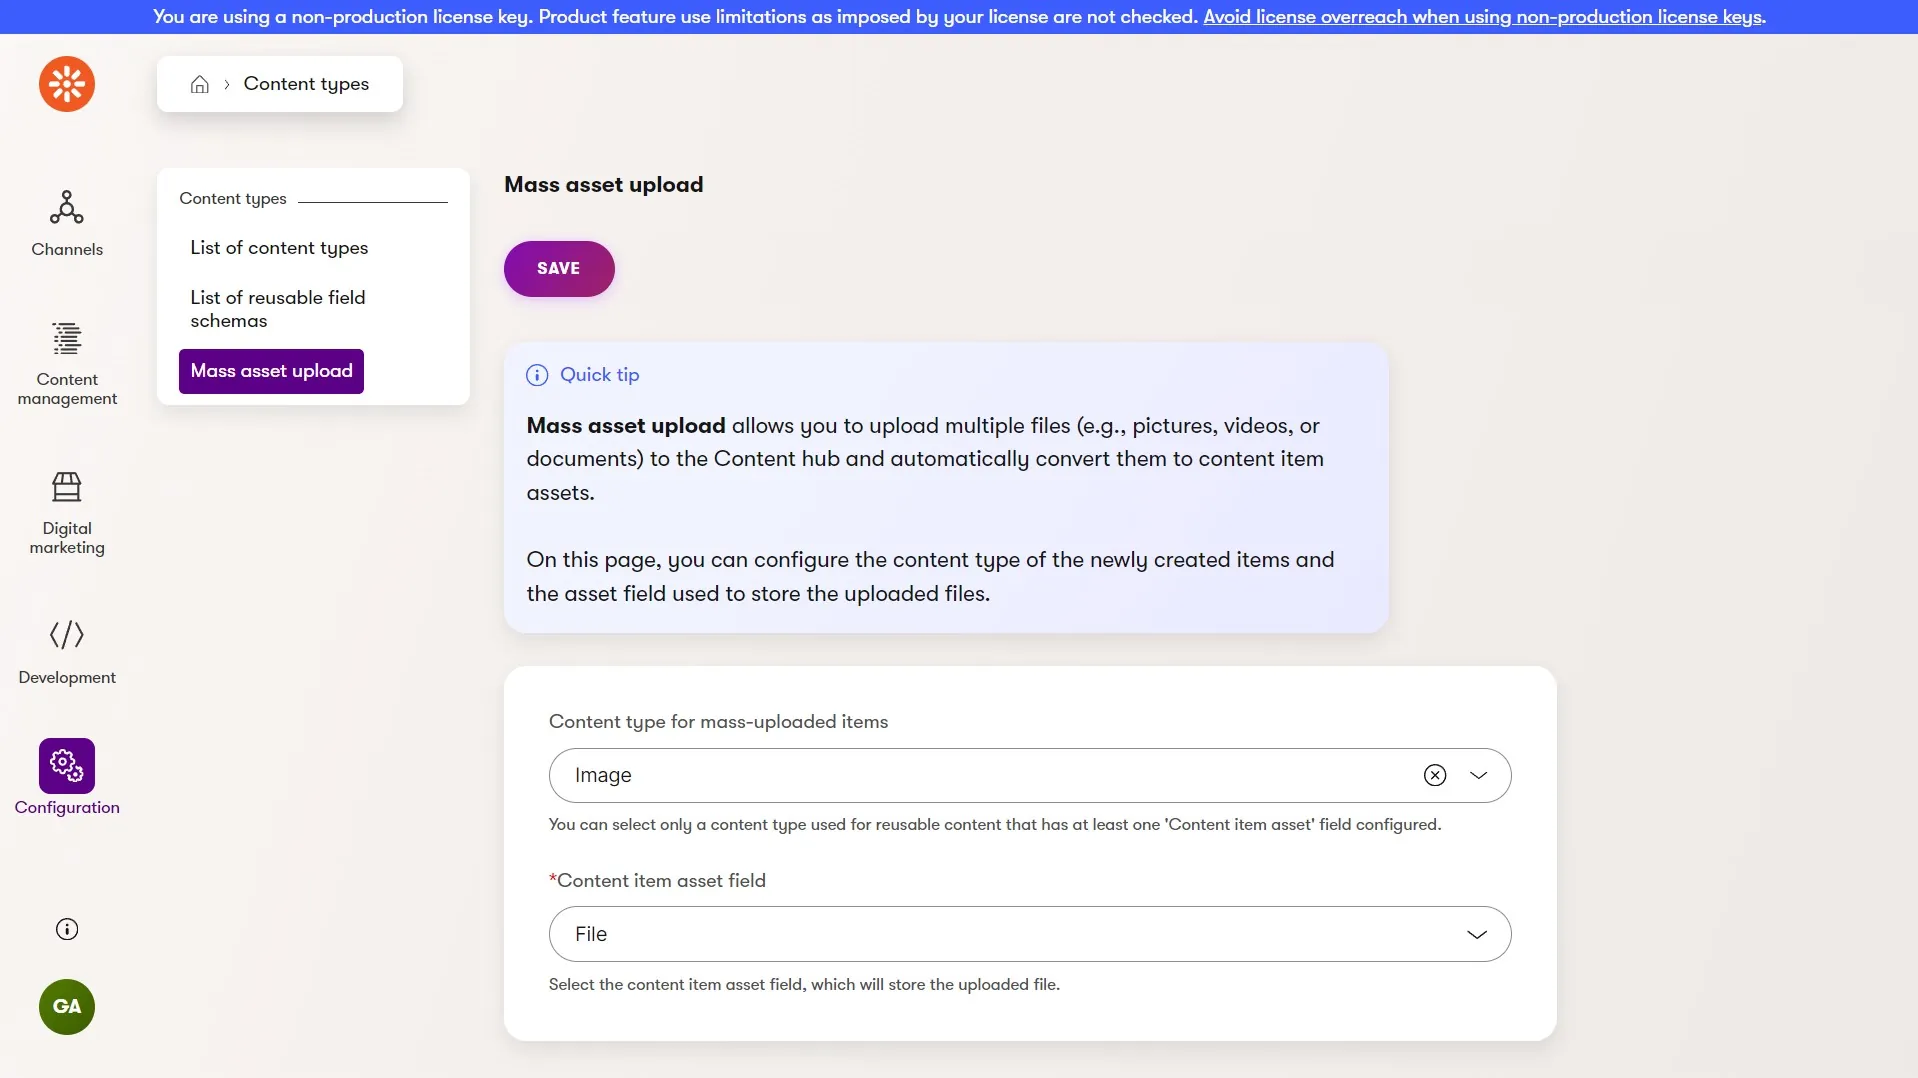 You are using a non-production license key. Product feature use limitations as imposed by your license are not checked. Avoid license overreach when using non-production license keys.
Content types
Channels
Content
management
Digital
marketing
Development
Configuration
GA
Content types
List of content types
List of reusable field
schemas
Mass asset upload
Mass asset upload
SAVE
Quick tip
Mass asset upload allows you to upload multiple files (e.g., pictures, videos, or
documents) to the Content hub and automatically convert them to content item
assets.
On this page, you can configure the content type of the newly created items and
the asset field used to store the uploaded files.
Content type for mass-uploaded items
Image
You can select only a content type used for reusable content that has at least one 'Content item asset' field configured.
*Content item asset field
File
Select the content item asset field, which will store the uploaded file.